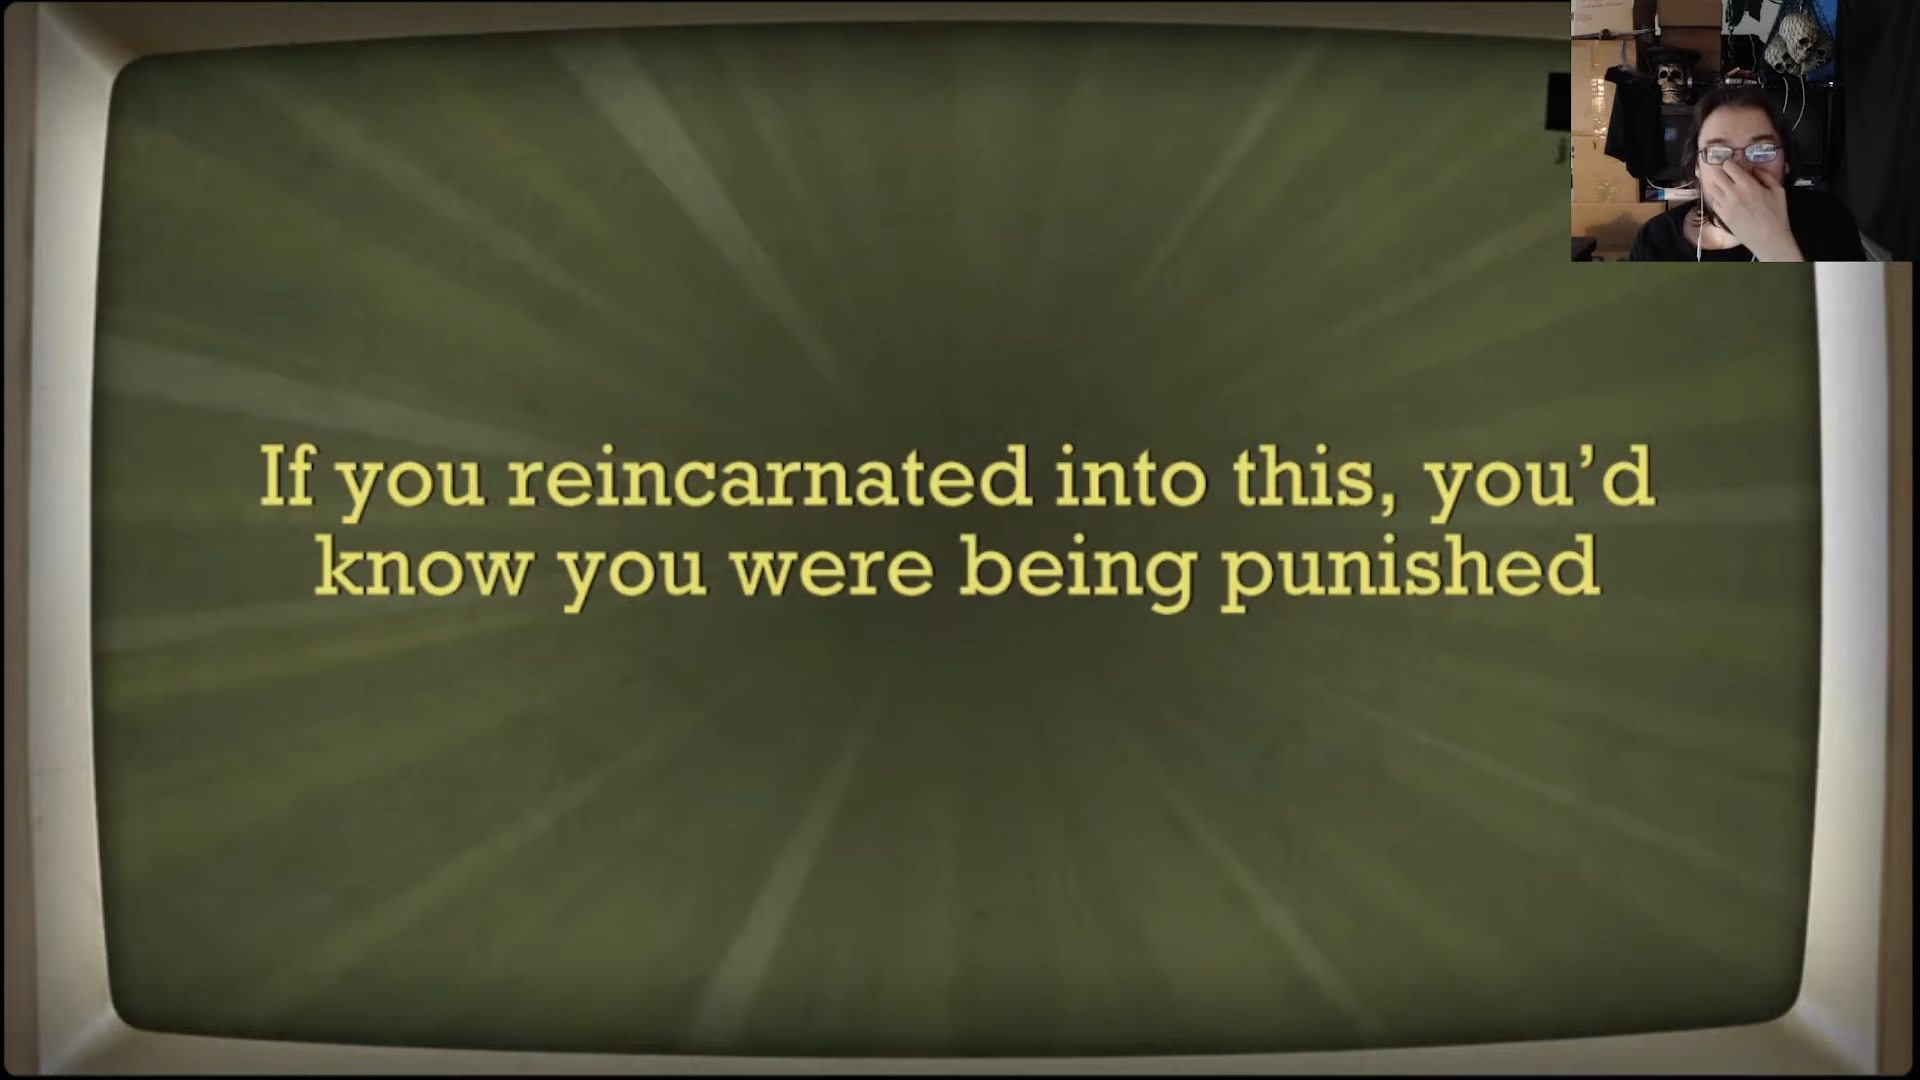 If you reincarnated into this, you’d
know you were being punished